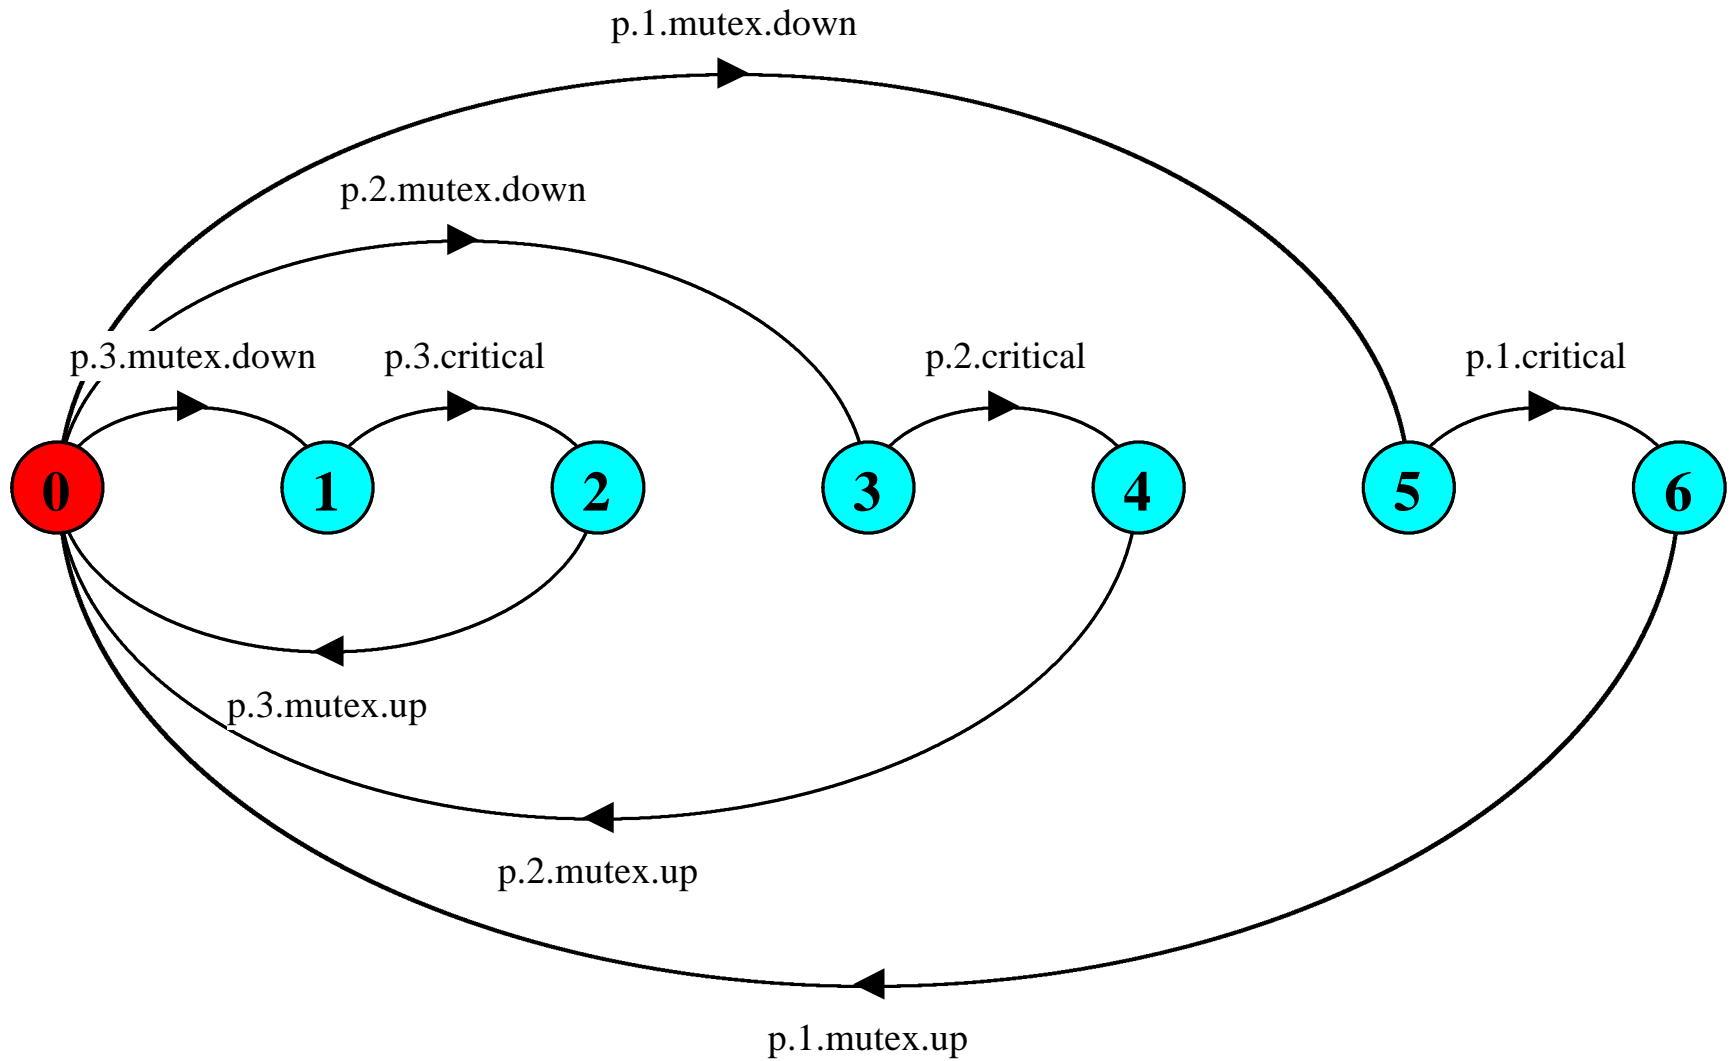 p.1.mutex.down
p.2.mutex.down
p.3.mutex.down
p.3.critical
p.2.critical
p.1.critical
0
1
2
3
4
5
6
p.3.mutex.up
p.2.mutex.up
p.1.mutex.up